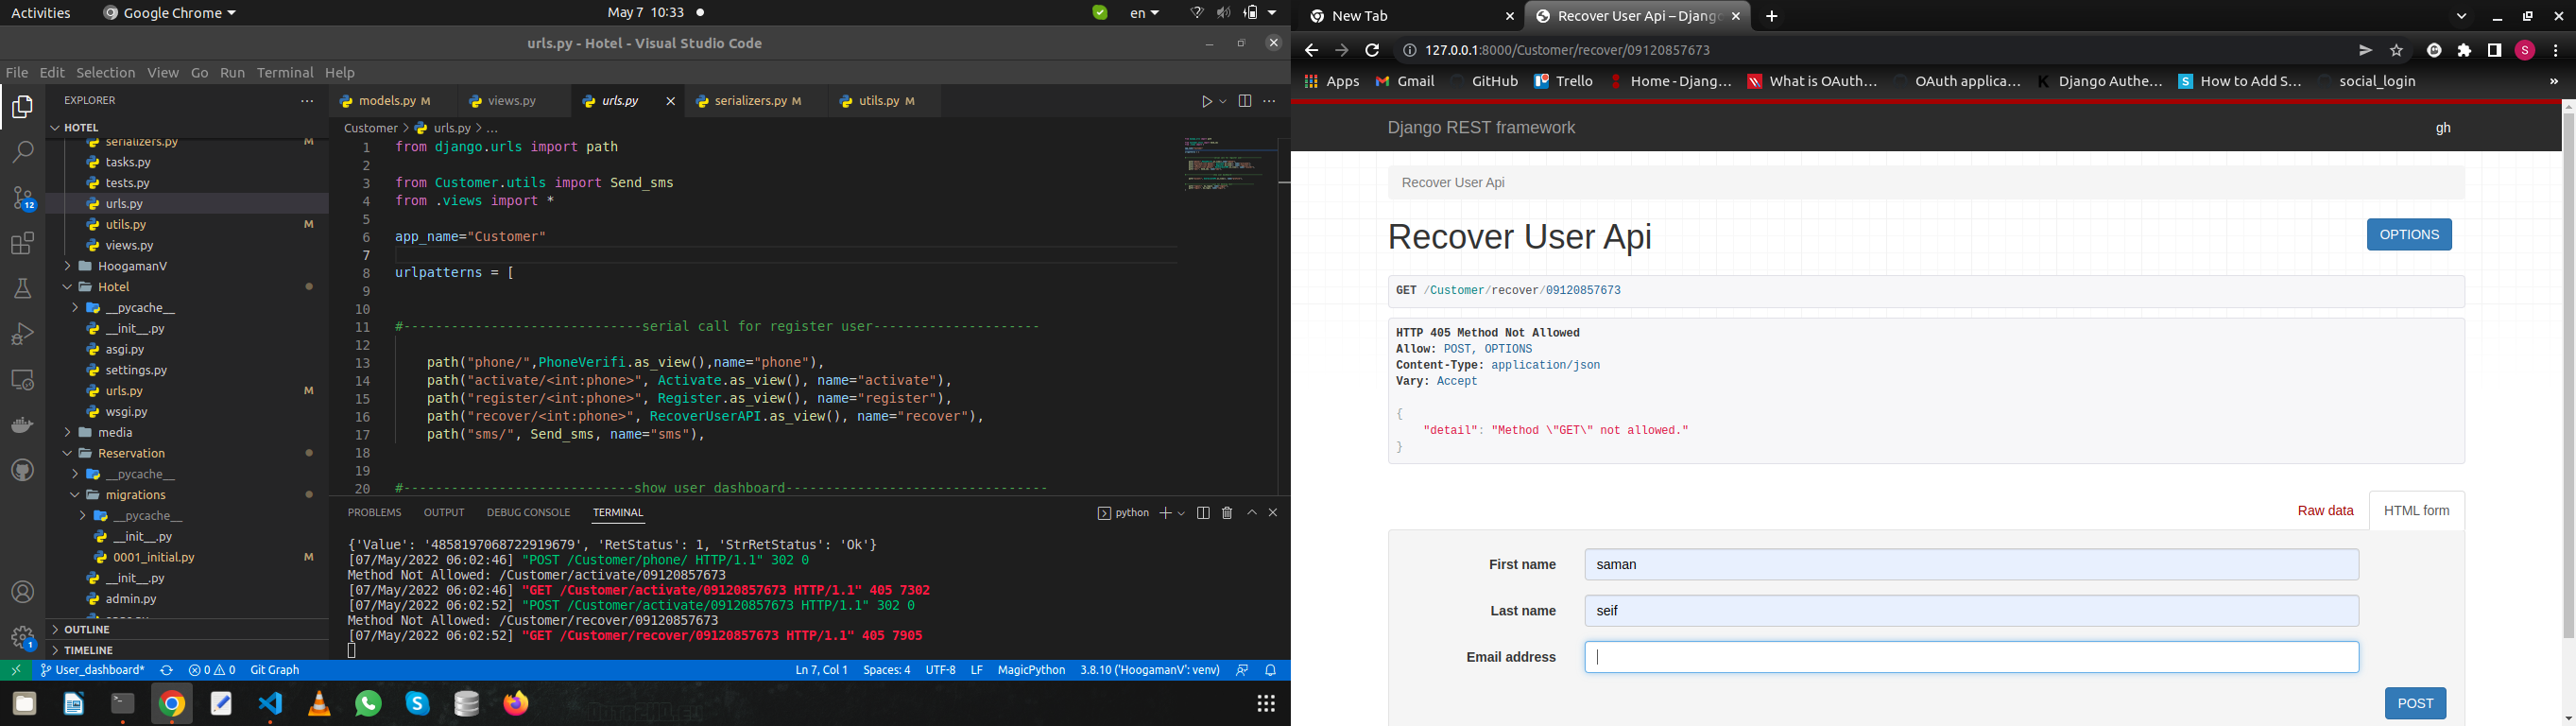 Activities
Google Chrome
May 7 10:33
en
urls.py - Hotel - Visual Studio Code
File Edit Selection View Go Run Terminal Help
EXPLORER
HOTEL
serializers.py M
tasks.py
tests.py
urls.py
utils.py M
views.py
HoogamanV
Hotel
__pycache__
__init__.py
asgi.py
settings.py
urls.py M
wsgi.py
media
Reservation
__pycache__
migrations
__pycache__
__init__.py
0001_initial.py M
__init__.py
admin.py
OUTLINE
TIMELINE
12
1
models.py M
views.py
urls.py
serializers.py M
utils.py M
Customer > urls.py > ...
1 from django.urls import path
2
3 from Customer.utils import Send_sms
4 from .views import *
5
6 app_name="Customer"
7
8 urlpatterns = [
9
10
11 #------------------------------serial call for register user---------------------
12
13 path("phone/",PhoneVerifi.as_view(),name="phone"),
14 path("activate/<int:phone>", Activate.as_view(), name="activate"),
15 path("register/<int:phone>", Register.as_view(), name="register"),
16 path("recover/<int:phone>", RecoverUserAPI.as_view(), name="recover"),
17 path("sms/", Send_sms, name="sms"),
18
19
20 #-----------------------------show user dashboard---------------------------------
PROBLEMS OUTPUT DEBUG CONSOLE TERMINAL
python
{'Value': '4858197068722919679', 'RetStatus': 1, 'StrRetStatus': 'Ok'}
[07/May/2022 06:02:46] "POST /Customer/phone/ HTTP/1.1" 302 0
Method Not Allowed: /Customer/activate/09120857673
[07/May/2022 06:02:46] "GET /Customer/activate/09120857673 HTTP/1.1" 405 7302
[07/May/2022 06:02:52] "POST /Customer/activate/09120857673 HTTP/1.1" 302 0
Method Not Allowed: /Customer/recover/09120857673
[07/May/2022 06:02:52] "GET /Customer/recover/09120857673 HTTP/1.1" 405 7905
User_dashboard* 0 0 Git Graph
Ln 7, Col 1 Spaces: 4 UTF-8 LF MagicPython 3.8.10 ('HoogamanV': venv)
New Tab
Recover User Api – Django
127.0.0.1:8000/Customer/recover/09120857673
S
Apps Gmail GitHub Trello Home - Djang... What is OAuth... OAuth applica... Django Authe... How to Add S... social_login »
Django REST framework
gh
Recover User Api
Recover User Api
OPTIONS
GET /Customer/recover/09120857673
HTTP 405 Method Not Allowed
Allow: POST, OPTIONS
Content-Type: application/json
Vary: Accept
{
"detail": "Method \"GET\" not allowed."
}
Raw data
HTML form
First name saman
Last name seif
Email address
POST